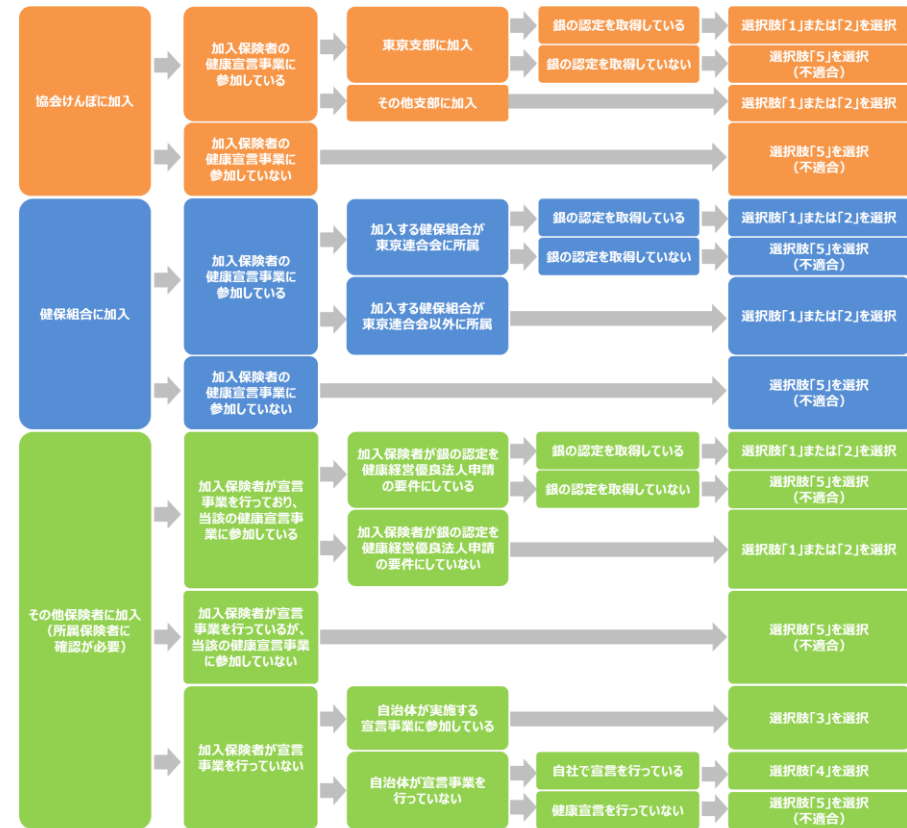 協会けんぽに加入
加入保険者の
健康宣言事業に
参加している
東京支部に加入
銀の認定を取得している
選択肢「1」または「2」を選択
銀の認定を取得していない
選択肢「5」を選択
（不適合）
その他支部に加入
選択肢「1」または「2」を選択
加入保険者の
健康宣言事業に
参加していない
選択肢「5」を選択
（不適合）
健保組合に加入
加入保険者の
健康宣言事業に
参加している
加入する健保組合が
東京連合会に所属
銀の認定を取得している
選択肢「1」または「2」を選択
銀の認定を取得していない
選択肢「5」を選択
（不適合）
加入する健保組合が
東京連合会以外に所属
選択肢「1」または「2」を選択
加入保険者の
健康宣言事業に
参加していない
選択肢「5」を選択
（不適合）
その他保険者に加入
（所属保険者に
確認が必要）
加入保険者が宣言
事業を行っており、
当該の健康宣言事
業に参加している
加入保険者が銀の認定を
健康経営優良法人申請
の要件にしている
銀の認定を取得している
選択肢「1」または「2」を選択
銀の認定を取得していない
選択肢「5」を選択
（不適合）
加入保険者が銀の認定を
健康経営優良法人申請
の要件にしていない
選択肢「1」または「2」を選択
加入保険者が宣言
事業を行っているが、
当該の健康宣言事業
に参加していない
選択肢「5」を選択
（不適合）
加入保険者が宣言
事業を行っていない
自治体が実施する
宣言事業に参加している
選択肢「3」を選択
自治体が宣言事業を
行っていない
自社で宣言を行っている
選択肢「4」を選択
健康宣言を行っていない
選択肢「5」を選択
（不適合）